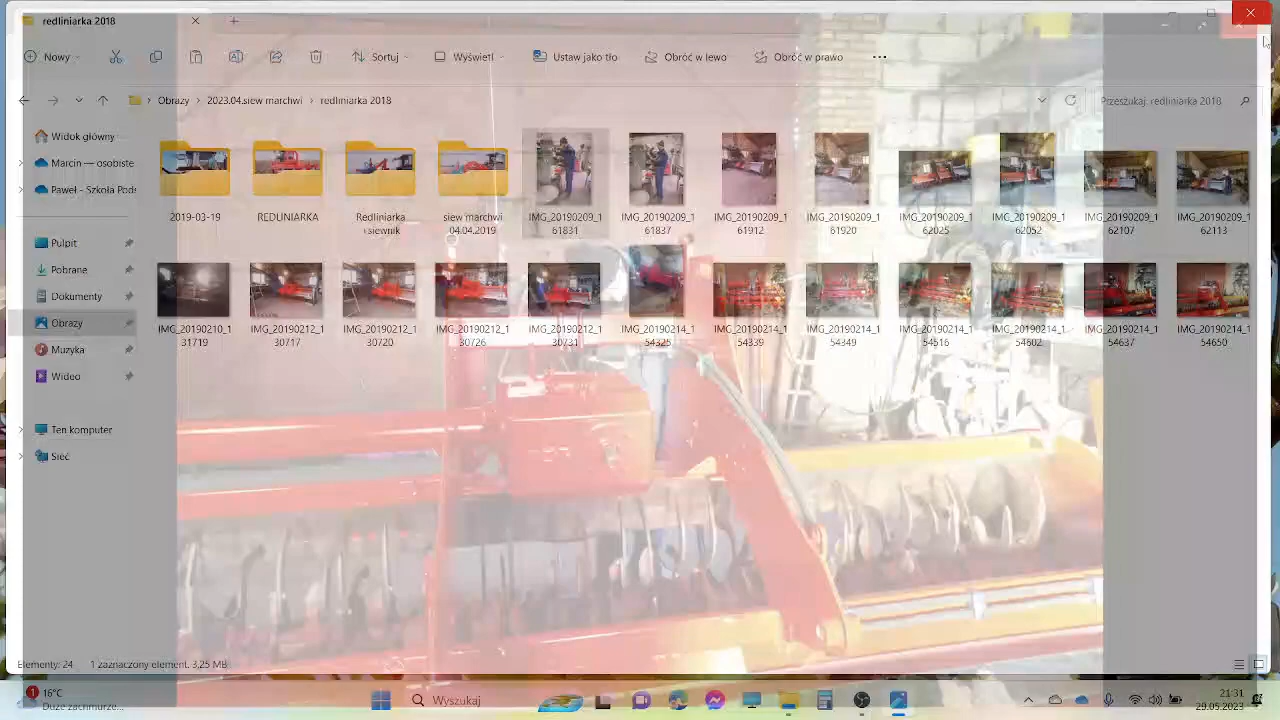 redliniarka 2018
Nowy
Sortuj
Wyświetl
Ustaw jako tło
Obróć w lewo
Obróć w prawo
Obrazy > 2023.04.siew marchwi > redliniarka 2018
Przeszukaj: redliniarka 2018
Widok główny
Marcin — osobiste
Paweł - Szkoła Pods
Pulpit
Pobrane
Dokumenty
Obrazy
Muzyka
Wideo
Ten komputer
Sieć
2019-03-19
REDLINIARKA
Redliniarka
i siewnik
siew marchwi
04.04.2019
IMG_20190209_1
61831
IMG_20190209_1
61837
IMG_20190209_1
61912
IMG_20190209_1
61920
IMG_20190209_1
62025
IMG_20190209_1
62052
IMG_20190209_1
62107
IMG_20190209_1
62113
IMG_20190210_1
31719
IMG_20190212_1
30717
IMG_20190212_1
30720
IMG_20190212_1
30726
IMG_20190212_1
30731
IMG_20190214_1
54325
IMG_20190214_1
54339
IMG_20190214_1
54349
IMG_20190214_1
54516
IMG_20190214_1
54602
IMG_20190214_1
54637
IMG_20190214_1
54650
Elementy: 24
1 zaznaczony element. 3,25 MB
1
16°C
Duże zachmurze...
Wyszukaj
21:31
29.05.2023